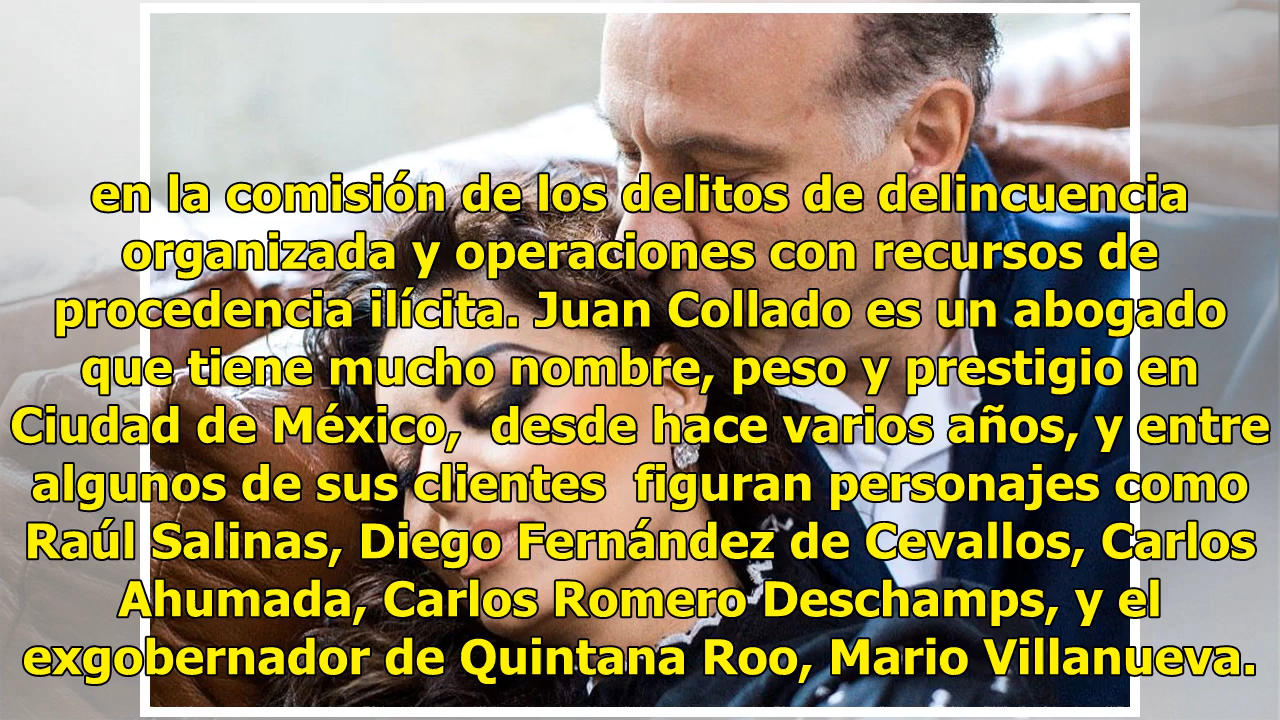 en la comisión de los delitos de delincuencia
organizada y operaciones con recursos de
procedencia ilícita. Juan Collado es un abogado
que tiene mucho nombre, peso y prestigio en
Ciudad de México,  desde hace varios años, y entre
algunos de sus clientes  figuran personajes como
Raúl Salinas, Diego Fernández de Cevallos, Carlos
Ahumada, Carlos Romero Deschamps, y el
exgobernador de Quintana Roo, Mario Villanueva.